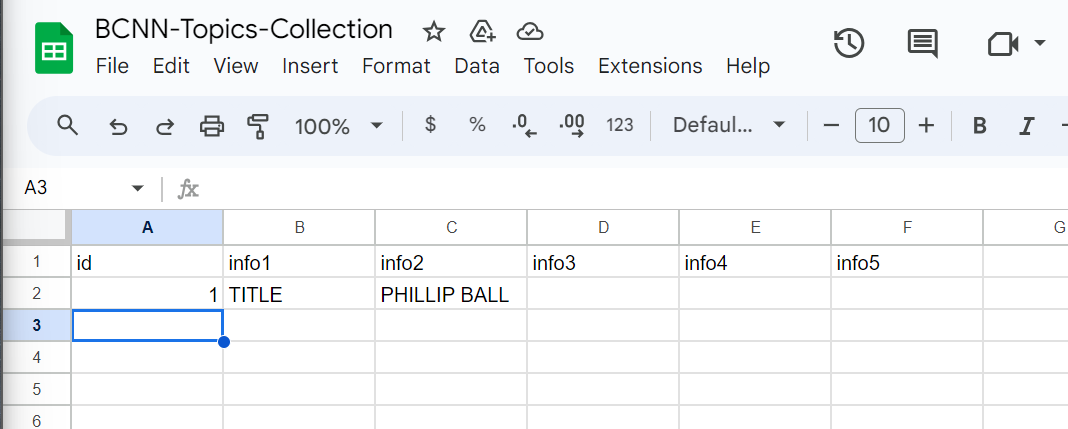 BCNN-Topics-Collection
File Edit View Insert Format Data Tools Extensions Help
100% $ % .0 .00 123 Defaul... − 10 + B I
A3 fx
A B C D E F G
1 id info1 info2 info3 info4 info5
2 1 TITLE PHILLIP BALL
3
4
5
6